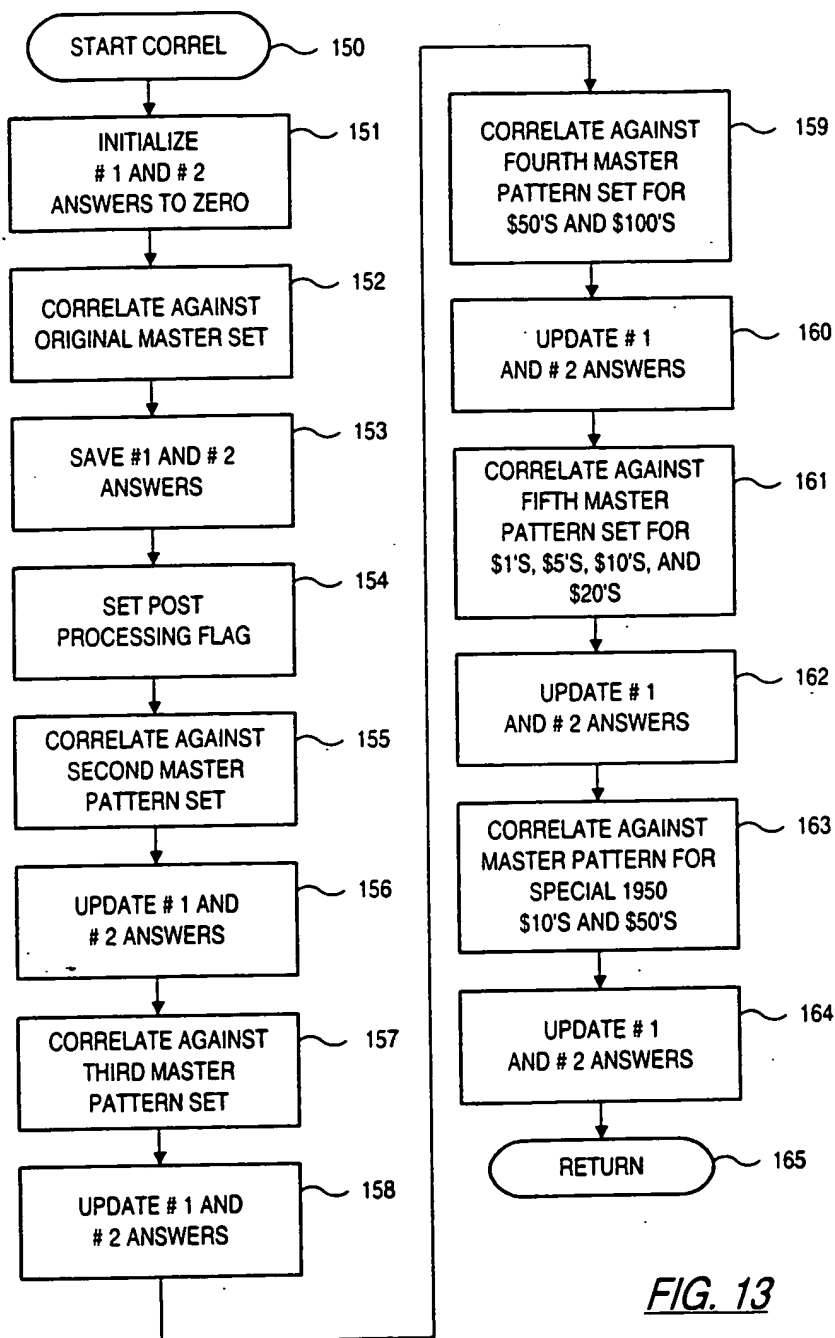 START CORREL
150
INITIALIZE
# 1 AND # 2
ANSWERS TO ZERO
151
CORRELATE AGAINST
ORIGINAL MASTER SET
152
SAVE #1 AND # 2
ANSWERS
153
SET POST
PROCESSING FLAG
154
CORRELATE AGAINST
SECOND MASTER
PATTERN SET
155
UPDATE # 1 AND
# 2 ANSWERS
156
CORRELATE AGAINST
THIRD MASTER
PATTERN SET
157
UPDATE # 1 AND
# 2 ANSWERS
158
CORRELATE AGAINST
FOURTH MASTER
PATTERN SET FOR
$50'S AND $100'S
159
UPDATE # 1
AND # 2 ANSWERS
160
CORRELATE AGAINST
FIFTH MASTER
PATTERN SET FOR
$1'S, $5'S, $10'S, AND
$20'S
161
UPDATE # 1
AND # 2 ANSWERS
162
CORRELATE AGAINST
MASTER PATTERN FOR
SPECIAL 1950
$10'S AND $50'S
163
UPDATE # 1
AND # 2 ANSWERS
164
RETURN
165
FIG. 13